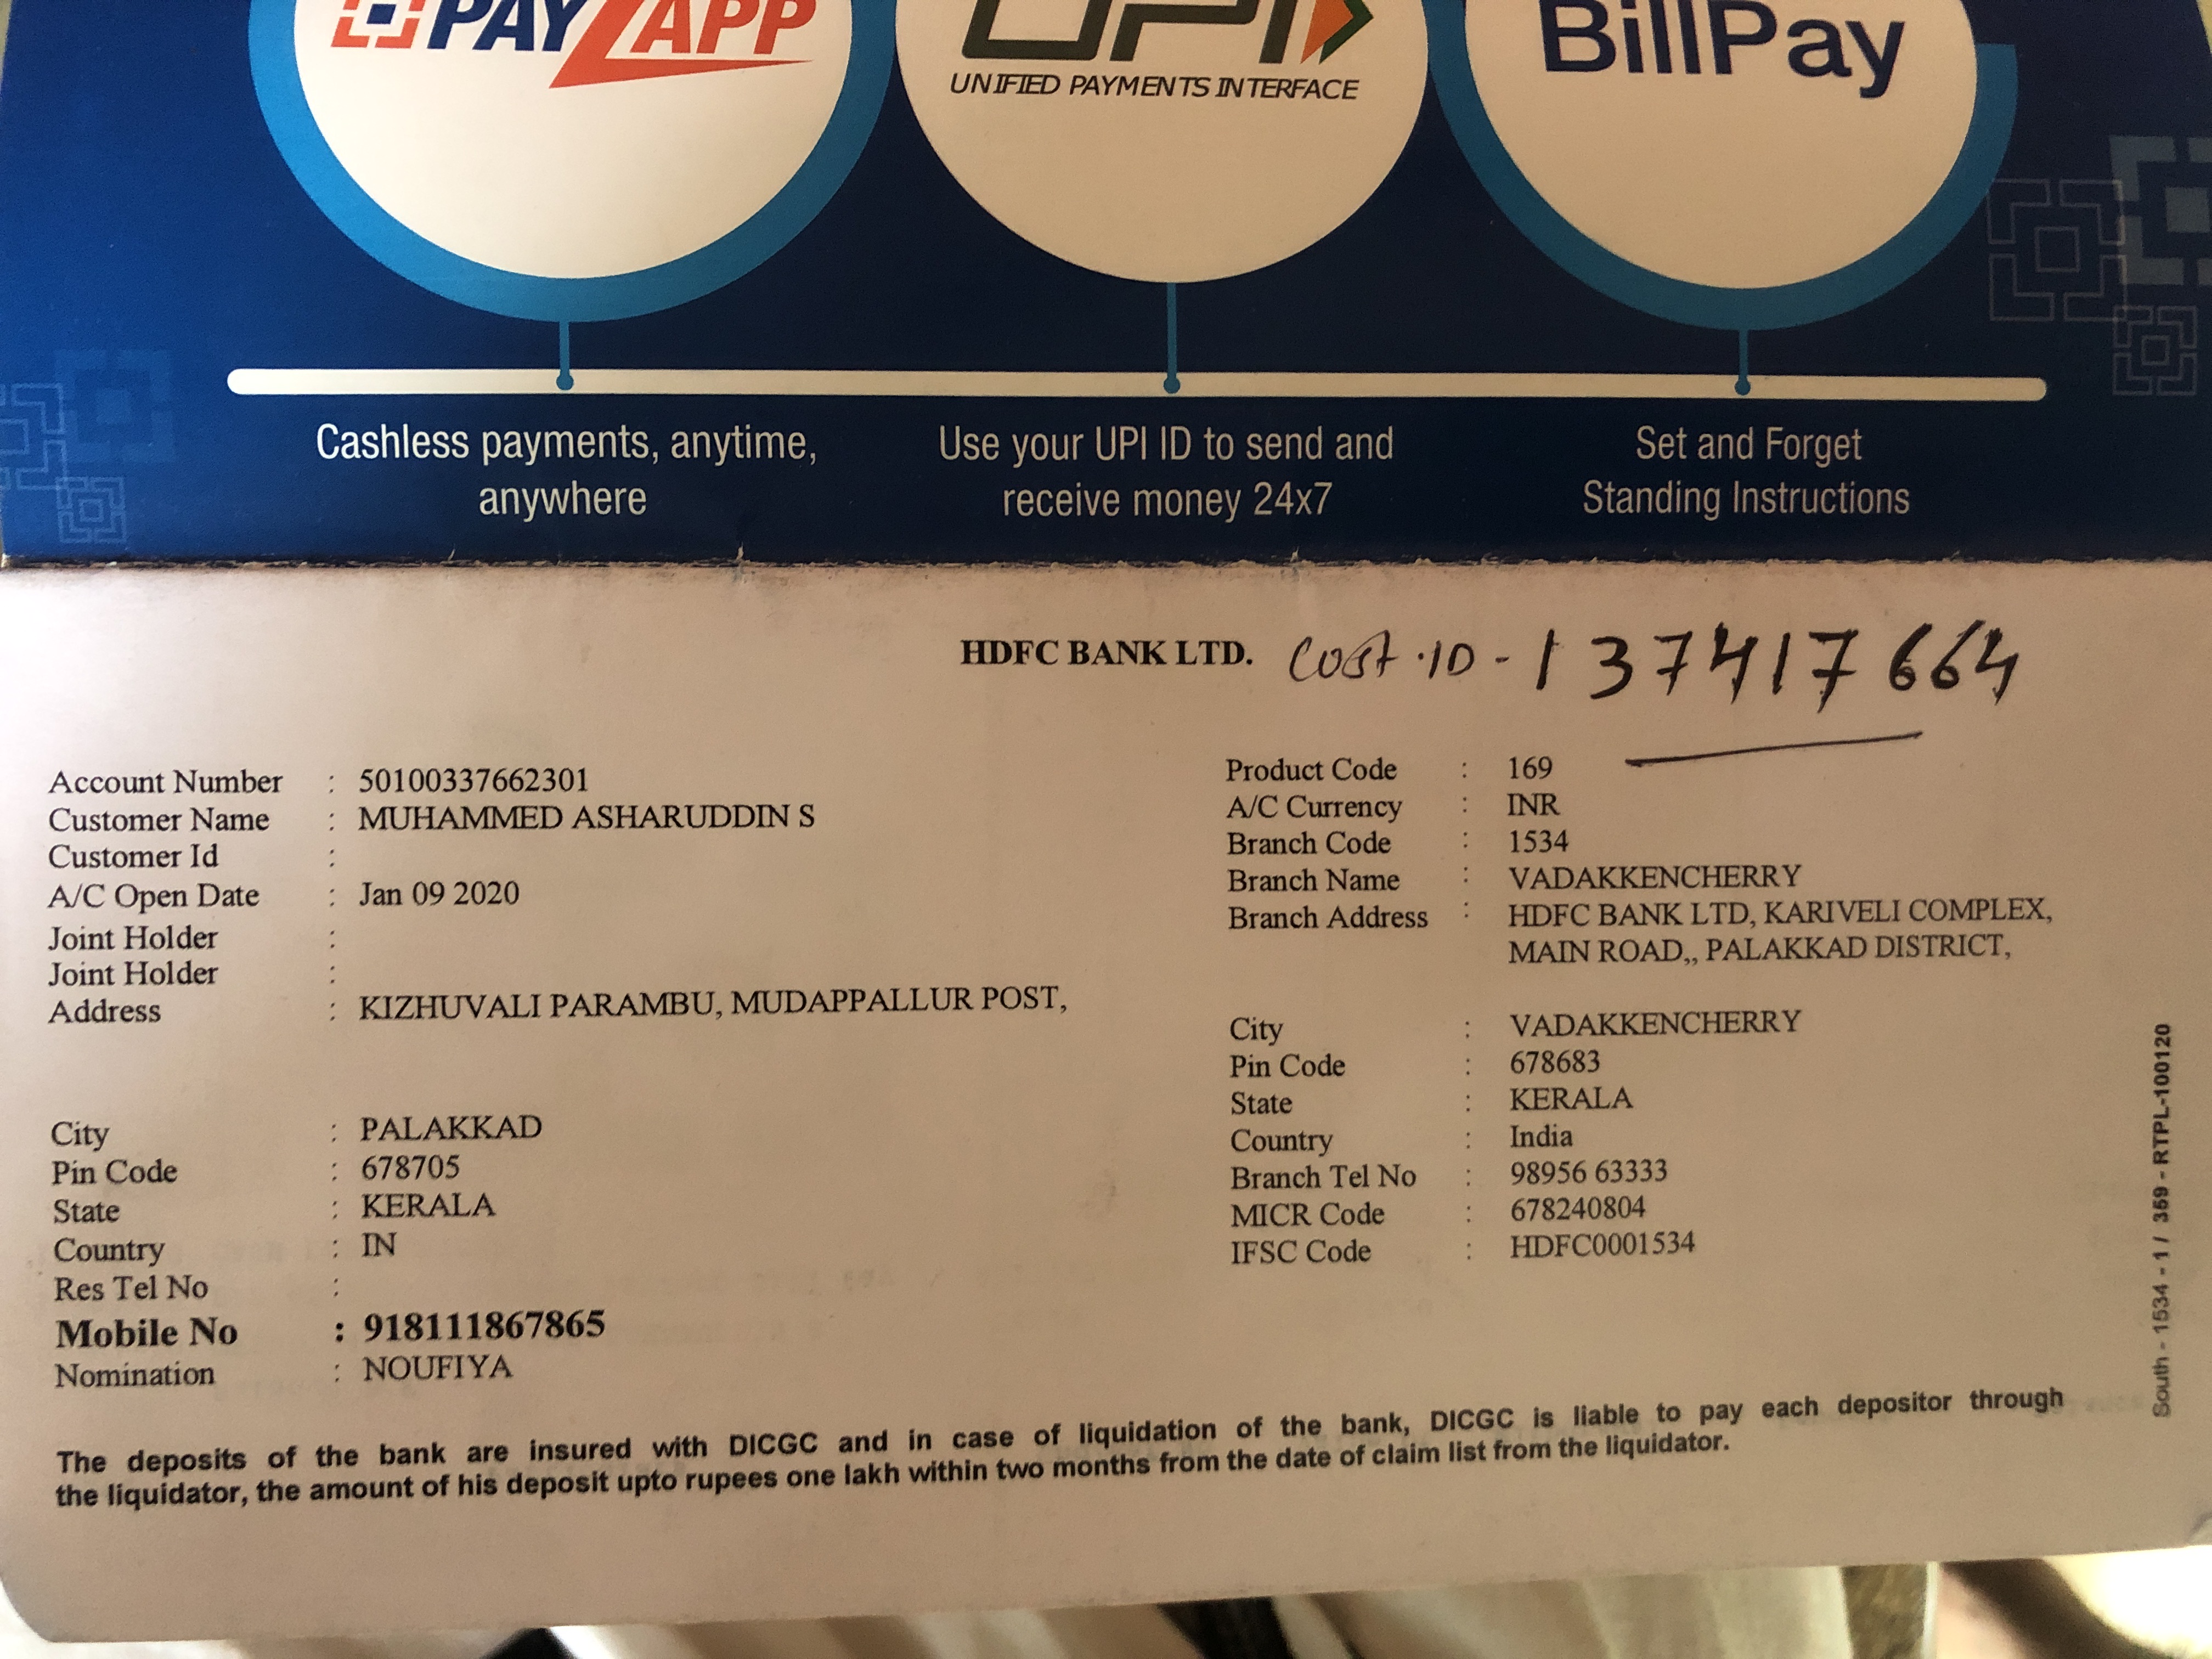 PAYZAPP
UPI
UNIFIED PAYMENTS INTERFACE
BillPay
Cashless payments, anytime,
anywhere
Use your UPI ID to send and
receive money 24x7
Set and Forget
Standing Instructions
HDFC BANK LTD. Cost.ID - 137417664
Account Number : 50100337662301
Customer Name : MUHAMMED ASHARUDDIN S
Customer Id :
A/C Open Date : Jan 09 2020
Joint Holder :
Joint Holder :
Address : KIZHUVALI PARAMBU, MUDAPPALLUR POST,
City : PALAKKAD
Pin Code : 678705
State : KERALA
Country : IN
Res Tel No :
Mobile No : 918111867865
Nomination : NOUFIYA
Product Code : 169
A/C Currency : INR
Branch Code : 1534
Branch Name : VADAKKENCHERRY
Branch Address : HDFC BANK LTD, KARIVELI COMPLEX,
MAIN ROAD,, PALAKKAD DISTRICT,
City : VADAKKENCHERRY
Pin Code : 678683
State : KERALA
Country : India
Branch Tel No : 98956 63333
MICR Code : 678240804
IFSC Code : HDFC0001534
The deposits of the bank are insured with DICGC and in case of liquidation of the bank, DICGC is liable to pay each depositor through
the liquidator, the amount of his deposit upto rupees one lakh within two months from the date of claim list from the liquidator.
South - 1534 - 1 / 359 - RTPL-100120